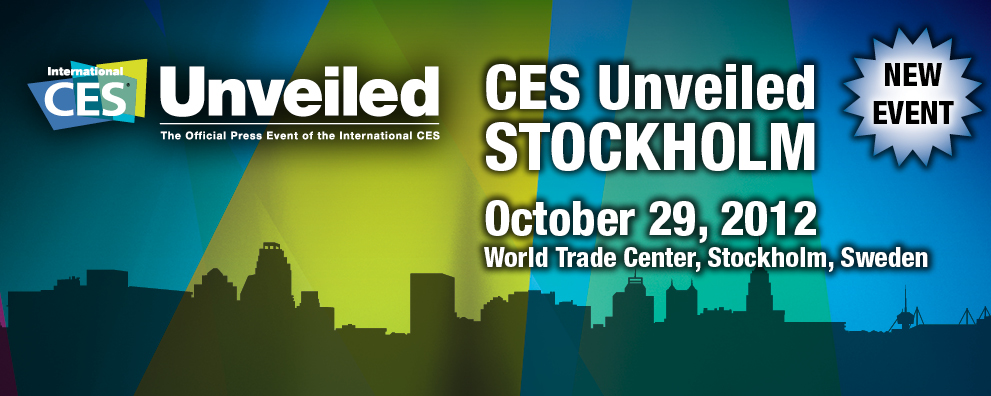 International
CES®
Unveiled
The Official Press Event of the International CES
CES Unveiled
STOCKHOLM
October 29, 2012
World Trade Center, Stockholm, Sweden
NEW
EVENT